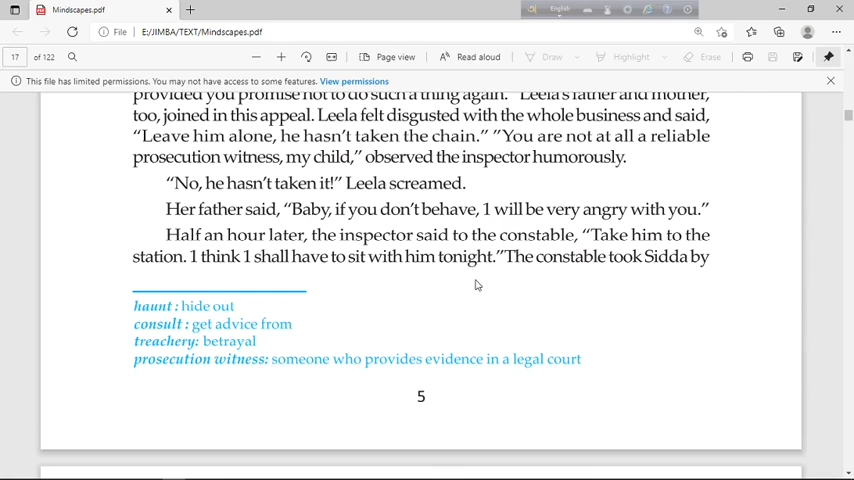 Mindscapes.pdf
English
File E:/JIMBA/TEXT/Mindscapes.pdf
17 of 122 Page view Read aloud Draw Highlight Erase
This file has limited permissions. You may not have access to some features. View permissions
provided you promise not to do such a thing again." Leela's father and mother,
too, joined in this appeal. Leela felt disgusted with the whole business and said,
"Leave him alone, he hasn't taken the chain." "You are not at all a reliable
prosecution witness, my child," observed the inspector humorously.
"No, he hasn't taken it!" Leela screamed.
Her father said, "Baby, if you don't behave, 1 will be very angry with you."
Half an hour later, the inspector said to the constable, "Take him to the
station. 1 think 1 shall have to sit with him tonight."The constable took Sidda by
haunt : hide out
consult : get advice from
treachery: betrayal
prosecution witness: someone who provides evidence in a legal court
5